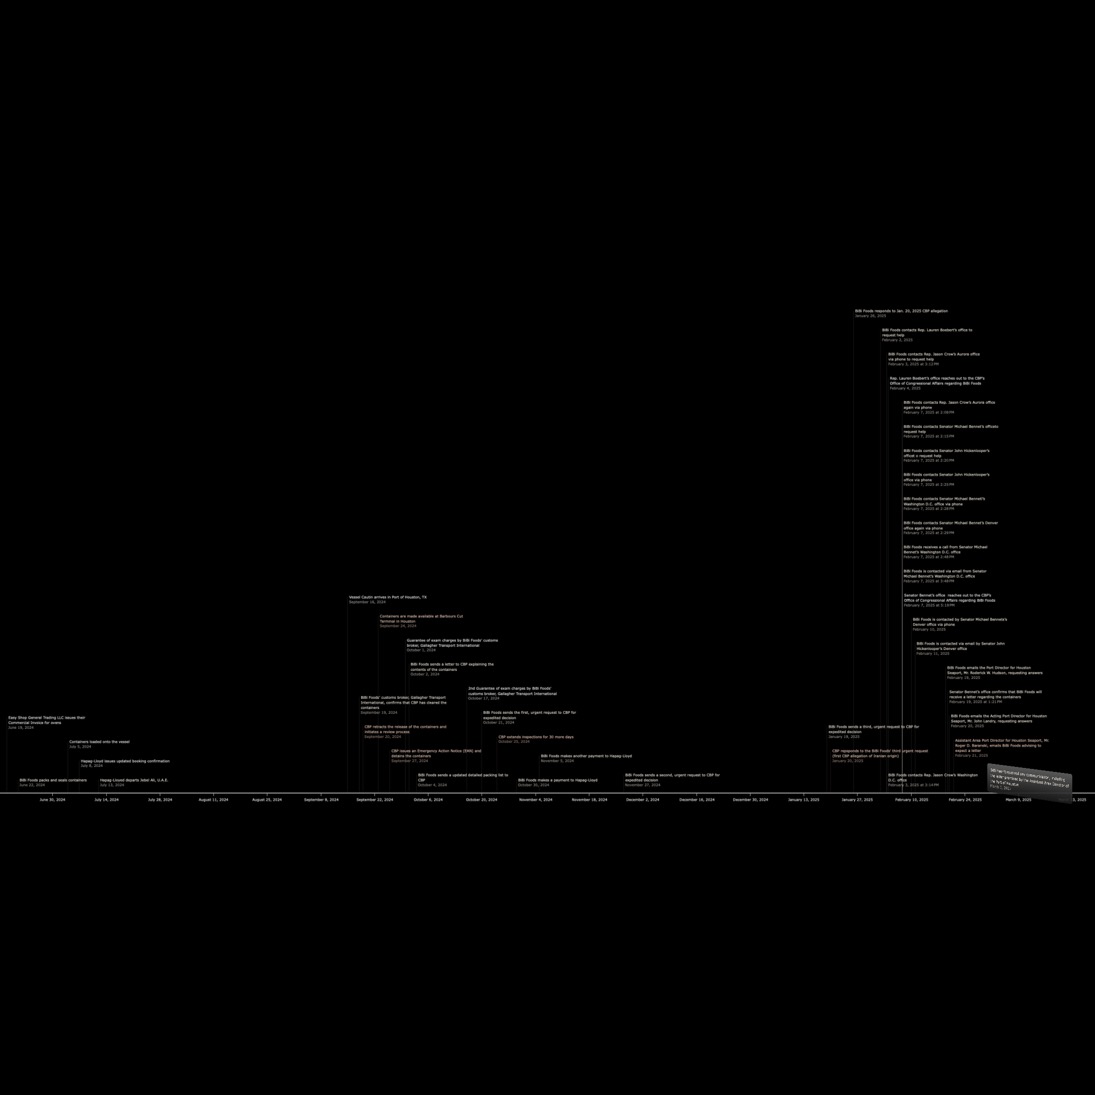 BiBi Foods responds to Jan. 20, 2025 CBP allegation
BiBi Foods contacts Rep. Lauren Boebert's office to
request help
February 3, 2025
BiBi Foods contacts Rep. Jason Crow's Aurora office
via phone to request help
February 3, 2025 at 3:12 PM
Rep. Lauren Boebert's office reaches out to the CBP's
Office of Congressional Affairs regarding BiBi Foods
February 4, 2025
BiBi Foods contacts Rep. Jason Crow's Aurora office
again via phone
February 7, 2025 at 2:08 PM
BiBi Foods contacts Senator Michael Bennet's
request help
February 7, 2025 at 2:10 PM
BiBi Foods contacts Senator John Hickenlooper's
request help
February 7, 2025 at 2:20 PM
BiBi Foods contacts Senator John Hickenlooper's
office via phone
February 7, 2025 at 2:23 PM
BiBi Foods contacts Senator Michael Bennet's
Washington D.C. office via phone
February 7, 2025 at 2:28 PM
BiBi Foods contacts Senator Michael Bennet's Denver
office again via phone
February 7, 2025 at 2:29 PM
BiBi Foods receives a call from Senator Michael
Bennet's Washington D.C. office
February 7, 2025 at 3:46 PM
BiBi Foods is contacted via email from Senator
Michael Bennet's Washington D.C. office
February 7, 2025 at 3:49 PM
Senator Bennet's office reaches out to the CBP's
Office of Congressional Affairs regarding BiBi Foods
February 7, 2025 at 5:19 PM
BiBi Foods is contacted by Senator Michael Bennete's
Denver office via phone
February 10, 2025
BiBi Foods is contacted via email by Senator John
Hickenlooper's Denver office
February 11, 2025
BiBi Foods emails the Port Director for Houston
Seaport, Mr. Roderick W. Hudson, requesting answers
February 19, 2025
Senator Bennet's office confirms that BiBi Foods will
receive a letter regarding the containers
February 19, 2025 at 1:21 PM
BiBi Foods emails the Acting Port Director for Houston
Seaport, Mr. John Landry, requesting answers
February 20, 2025
Assistant Area Port Director for Houston Seaport, Mr.
Roger D. Baranski, emails BiBi Foods advising to
expect a letter
February 21, 2025
Vessel Cautin arrives in Port of Houston, TX
September 16, 2024
Containers are made available at Barbours Cut
Terminal in Houston
September 24, 2024
Guarantee of exam charges by BiBi Foods' customs
broker, Gallagher Transport International
October 1, 2024
BiBi Foods sends a letter to CBP explaining the
contents of the containers
October 2, 2024
2nd Guarantee of exam charges by BiBi Foods'
customs broker, Gallagher Transport International
October 17, 2024
BiBi Foods' customs broker, Gallagher Transport
International, confirms that CBP has cleared the
containers
September 19, 2024
BiBi Foods sends the first, urgent request to CBP for
expedited decision
October 21, 2024
Easy Shop General Trading LLC issues their
Commercial Invoice for
June 19, 2024
CBP retracts the release of the containers and
initiates a review process
September 20, 2024
CBP extends inspections for 30 more days
October 25, 2024
BiBi Foods sends a third, urgent request to CBP for
expedited decision
January 19, 2025
Containers loaded onto the vessel
July 5, 2024
CBP issues an Emergency Action Notice (EAN) and
detains the containers
September 27, 2024
BiBi Foods makes another payment to Hapag-Lloyd
November 5, 2024
CBP responds to the BiBi Foods' third urgent request
(first CBP allegation of Iranian origin)
January 20, 2025
Hapag-Lloyd issues updated booking confirmation
July 8, 2024
BiBi Foods packs and seals containers
June 22, 2024
July 13, 2024
BiBi Foods sends a updated detailed packing list to
CBP
October 4, 2024
BiBi Foods makes a payment to Hapag-Lloyd
October 30, 2024
BiBi Foods sends a second, urgent request to CBP for
expedited decision
November 27, 2024
BiBi Foods contacts Rep. Jason Crow's Washington
D.C. office
February 3, 2025 at 3:14 PM
June 30, 2024
July 14, 2024
July 28, 2024
August 11, 2024
August 25, 2024
September 8, 2024
September 22, 2024
October 6, 2024
October 20, 2024
November 4, 2024
November 18, 2024
December 2, 2024
December 16, 2024
December 30, 2024
January 13, 2025
January 27, 2025
February 10, 2025
February 24, 2025
March 9, 2025
3, 2025